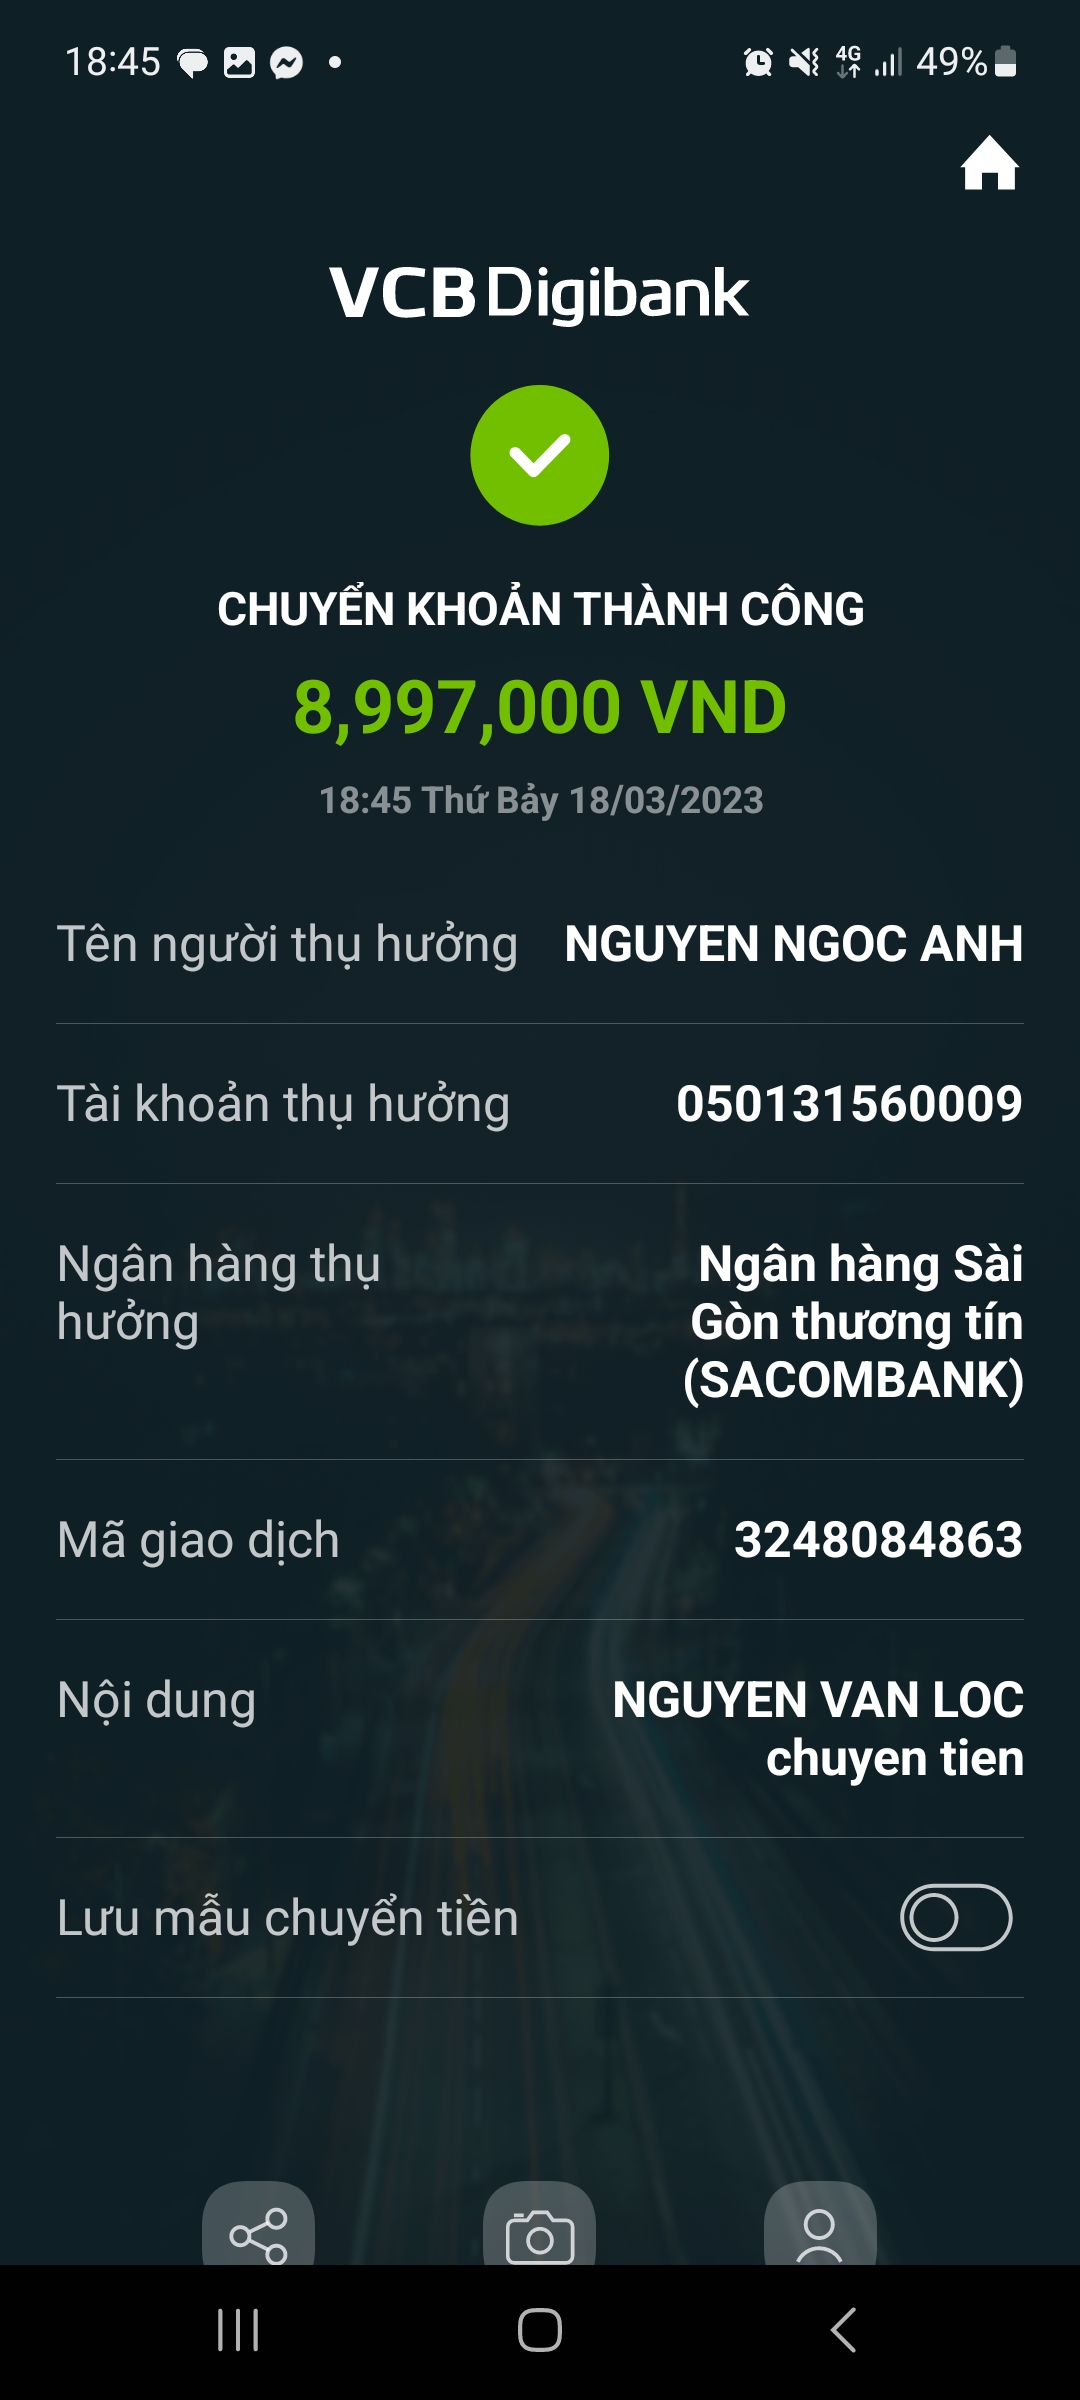 18:45
4G
49%
VCB Digibank
CHUYỂN KHOẢN THÀNH CÔNG
8,997,000 VND
18:45 Thứ Bảy 18/03/2023
Tên người thụ hưởng NGUYEN NGOC ANH
Tài khoản thụ hưởng 050131560009
Ngân hàng thụ
hưởng
Ngân hàng Sài
Gòn thương tín
(SACOMBANK)
Mã giao dịch 3248084863
Nội dung
NGUYEN VAN LOC
chuyen tien
Lưu mẫu chuyển tiền